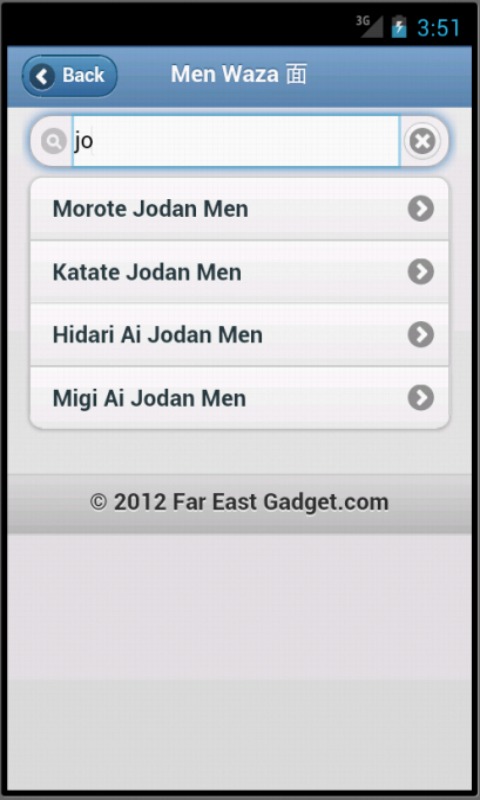 3G 3:51
Back Men Waza 面
jo
Morote Jodan Men
Katate Jodan Men
Hidari Ai Jodan Men
Migi Ai Jodan Men
© 2012 Far East Gadget.com